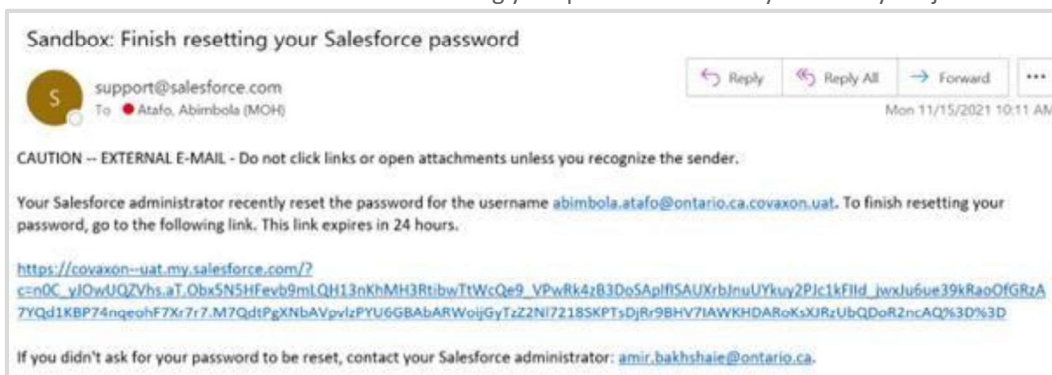 Sandbox: Finish resetting your Salesforce password
S
support@salesforce.com
To Atafo, Abimbola (MOH)
Reply Reply All Forward ...
Mon 11/15/2021 10:11 AM
CAUTION -- EXTERNAL E-MAIL - Do not click links or open attachments unless you recognize the sender.
Your Salesforce administrator recently reset the password for the username abimbola.atafo@ontario.ca.covaxon.uat. To finish resetting your
password, go to the following link. This link expires in 24 hours.
https://covaxon--uat.my.salesforce.com/?
If you didn't ask for your password to be reset, contact your Salesforce administrator: amir.bakhshaie@ontario.ca.